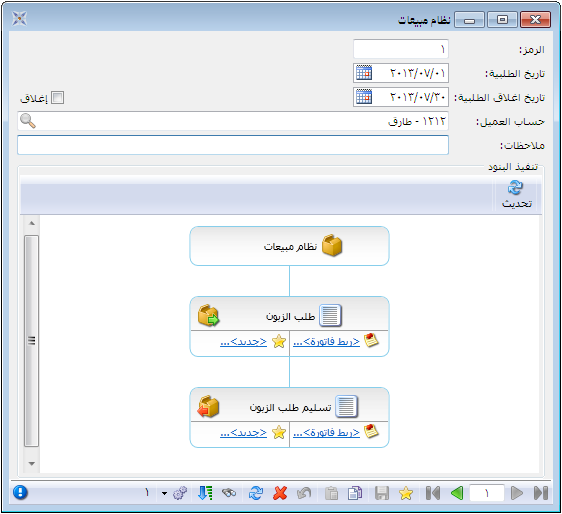 نظام مبيعات
الرمز: ١
تاريخ الطلبية: ٢٠١٣/٠٧/٠١
تاريخ اغلاق الطلبية: ٢٠١٣/٠٧/٣٠ إغلاق
حساب العميل: ١٢١٢ - طارق
ملاحظات:
تنفيذ البنود
تحديث
نظام مبيعات
طلب الزبون
<ربط فاتورة>... <جديد>...
تسليم طلب الزبون
<ربط فاتورة>... <جديد>...
١ ١